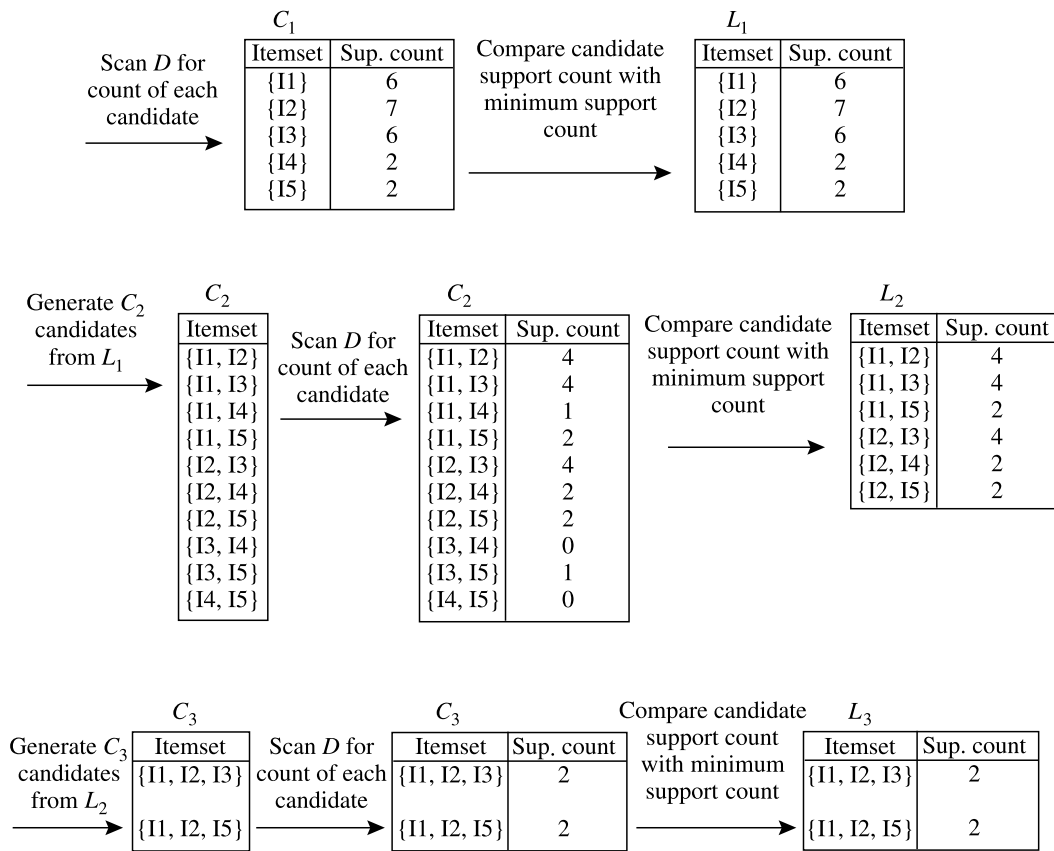 C1
L1
Scan D for
count of each
candidate
Itemset Sup. count
{I1} 6
{I2} 7
{I3} 6
{I4} 2
{I5} 2
Compare candidate
support count with
minimum support
count
Itemset Sup. count
{I1} 6
{I2} 7
{I3} 6
{I4} 2
{I5} 2
Generate C2
candidates
from L1
C2
Itemset
{I1, I2}
{I1, I3}
{I1, I4}
{I1, I5}
{I2, I3}
{I2, I4}
{I2, I5}
{I3, I4}
{I3, I5}
{I4, I5}
Scan D for
count of each
candidate
C2
Itemset Sup. count
{I1, I2} 4
{I1, I3} 4
{I1, I4} 1
{I1, I5} 2
{I2, I3} 4
{I2, I4} 2
{I2, I5} 2
{I3, I4} 0
{I3, I5} 1
{I4, I5} 0
Compare candidate
support count with
minimum support
count
L2
Itemset Sup. count
{I1, I2} 4
{I1, I3} 4
{I1, I5} 2
{I2, I3} 4
{I2, I4} 2
{I2, I5} 2
Generate C3
candidates
from L2
C3
Itemset
{I1, I2, I3}
{I1, I2, I5}
Scan D for
count of each
candidate
C3
Itemset Sup. count
{I1, I2, I3} 2
{I1, I2, I5} 2
Compare candidate
support count
with minimum
support count
L3
Itemset Sup. count
{I1, I2, I3} 2
{I1, I2, I5} 2